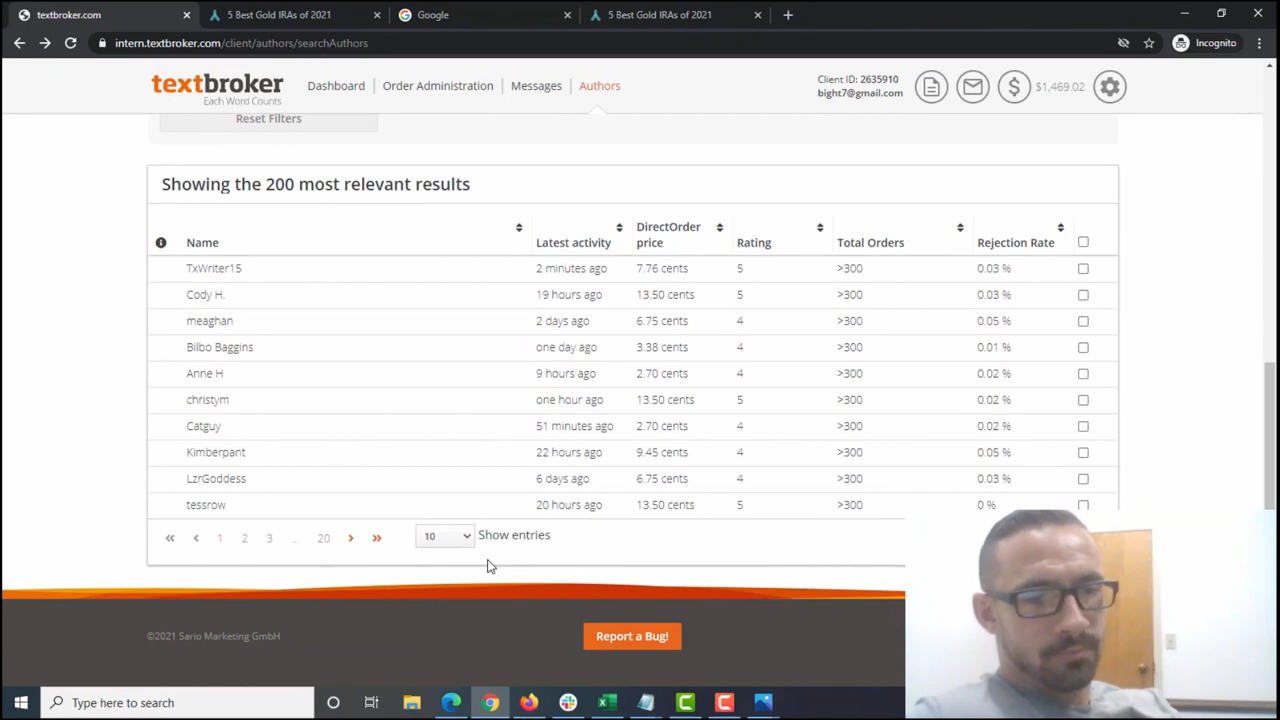 textbroker.com
5 Best Gold IRAs of 2021
Google
5 Best Gold IRAs of 2021
intern.textbroker.com/client/authors/searchAuthors
Incognito
textbroker
Each Word Counts
Dashboard
Order Administration
Messages
Authors
Client ID: 2635910
bight7@gmail.com
$1,469.02
Reset Filters
Showing the 200 most relevant results
Name Latest activity DirectOrder price Rating Total Orders Rejection Rate
TxWriter15 2 minutes ago 7.76 cents 5 >300 0.03 %
Cody H. 19 hours ago 13.50 cents 5 >300 0.03 %
meaghan 2 days ago 6.75 cents 4 >300 0.05 %
Bilbo Baggins one day ago 3.38 cents 4 >300 0.01 %
Anne H 9 hours ago 2.70 cents 4 >300 0.02 %
christym one hour ago 13.50 cents 5 >300 0.02 %
Catguy 51 minutes ago 2.70 cents 4 >300 0.02 %
Kimberpant 22 hours ago 9.45 cents 4 >300 0.05 %
LzrGoddess 6 days ago 6.75 cents 4 >300 0.03 %
tessrow 20 hours ago 13.50 cents 5 >300 0 %
« ‹ 1 2 3 ... 20 › » 10 Show entries
©2021 Sario Marketing GmbH
Report a Bug!
Type here to search